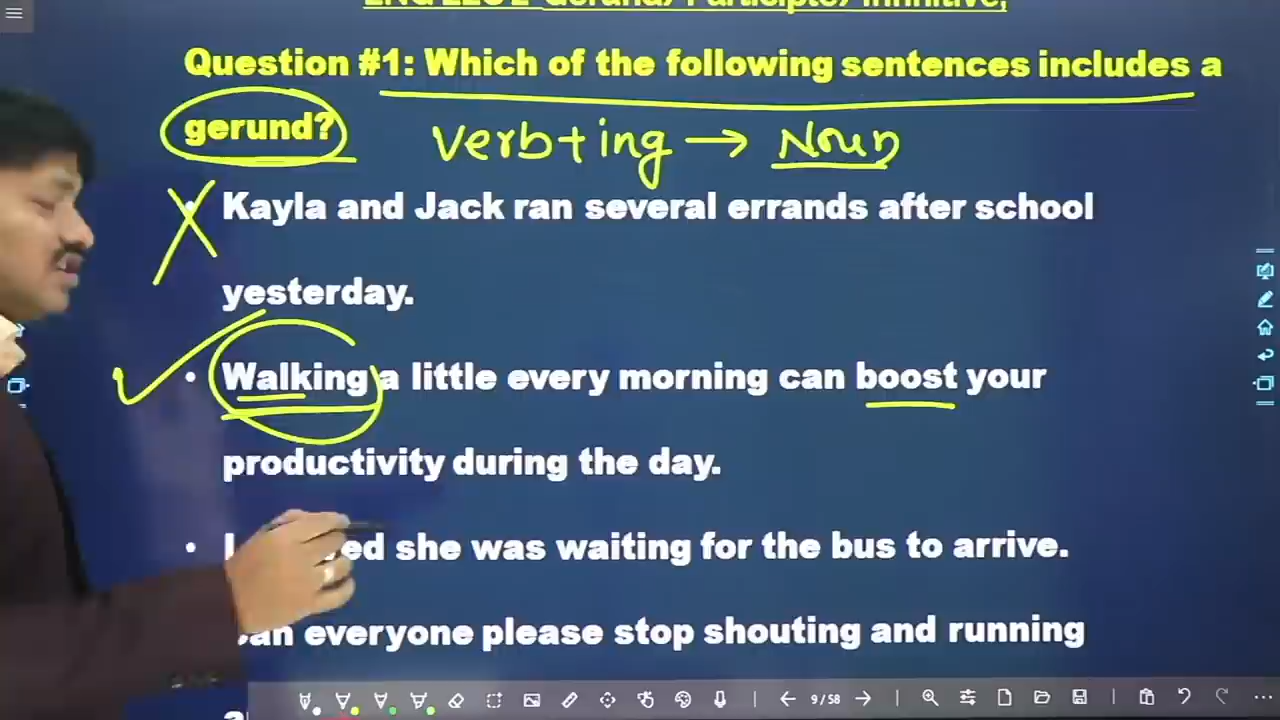 Question #1: Which of the following sentences includes a
gerund? verb+ing → Noun
• Kayla and Jack ran several errands after school
yesterday.
• Walking a little every morning can boost your
productivity during the day.
• I she was waiting for the bus to arrive.
everyone please stop shouting and running
9/58